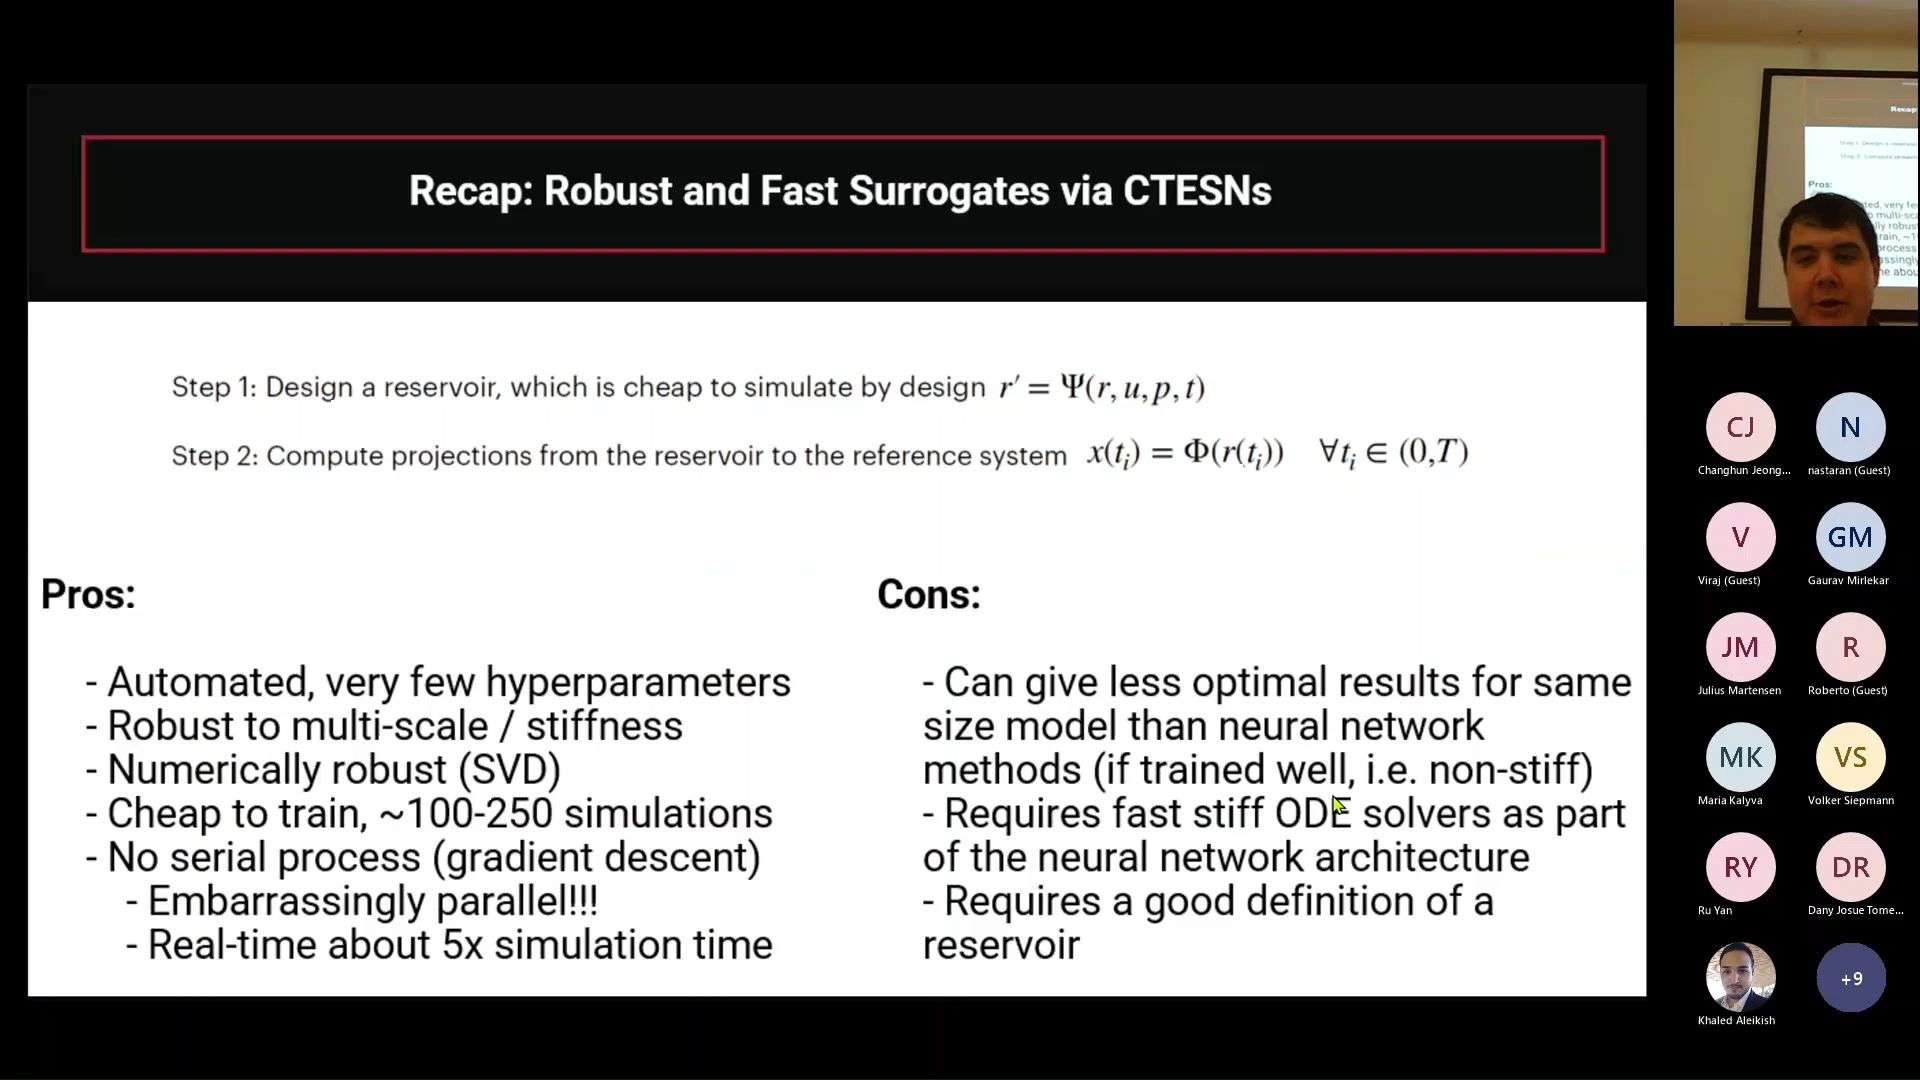 Recap: Robust and Fast Surrogates via CTESNs
Step 1: Design a reservoir, which is cheap to simulate by design r′ = Ψ(r, u, p, t)
Step 2: Compute projections from the reservoir to the reference system x(tᵢ) = Φ(r(tᵢ)) ∀tᵢ ∈ (0,T)
Pros:
- Automated, very few hyperparameters
- Robust to multi-scale / stiffness
- Numerically robust (SVD)
- Cheap to train, ~100-250 simulations
- No serial process (gradient descent)
- Embarrassingly parallel!!!
- Real-time about 5x simulation time
Cons:
- Can give less optimal results for same
size model than neural network
methods (if trained well, i.e. non-stiff)
- Requires fast stiff ODE solvers as part
of the neural network architecture
- Requires a good definition of a
reservoir
Recap
Pros:
CJ
Changhun Jeong...
N
nastaran (Guest)
V
Viraj (Guest)
GM
Gaurav Mirlekar
JM
Julius Martensen
R
Roberto (Guest)
MK
Maria Kalyva
VS
Volker Siepmann
RY
Ru Yan
DR
Dany Josue Tome...
Khaled Aleikish
+9